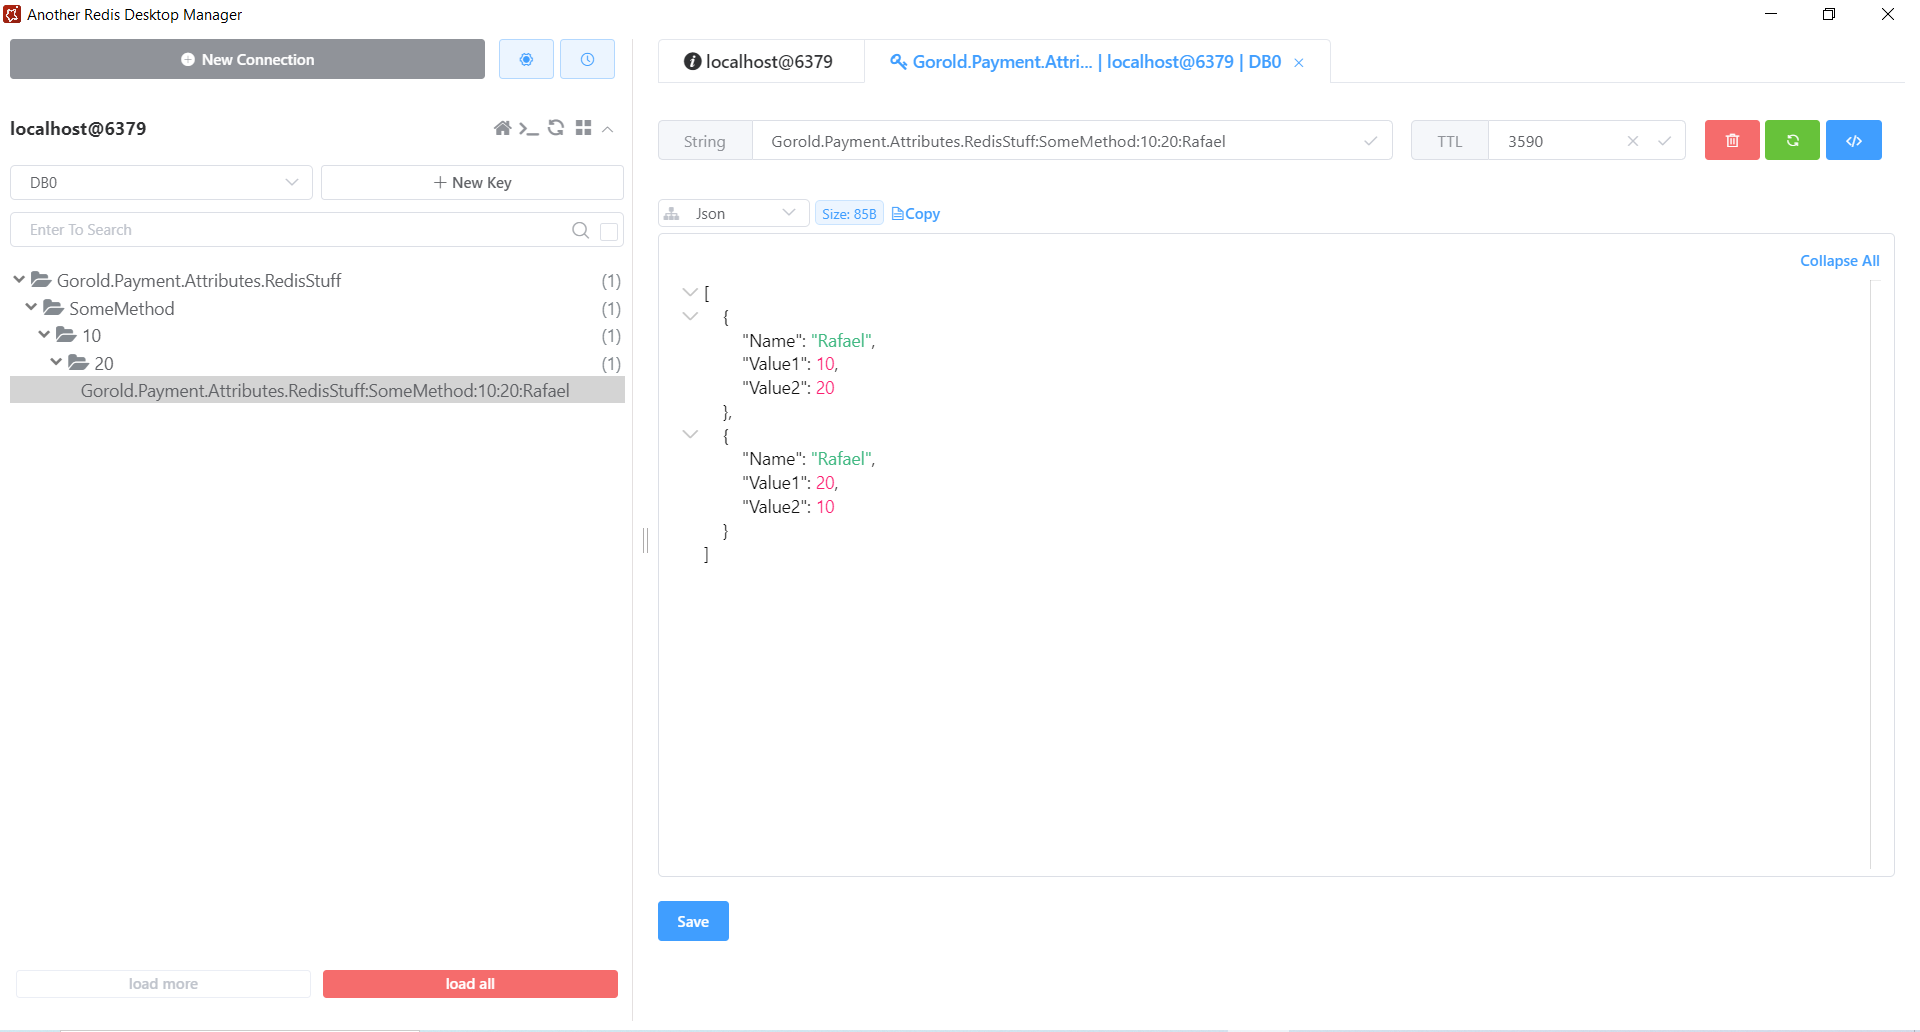 Another Redis Desktop Manager
New Connection
localhost@6379
DB0
New Key
Enter To Search
Gorold.Payment.Attributes.RedisStuff (1)
SomeMethod (1)
10 (1)
20 (1)
Gorold.Payment.Attributes.RedisStuff:SomeMethod:10:20:Rafael
load more
load all
localhost@6379
Gorold.Payment.Attri... | localhost@6379 | DB0
String Gorold.Payment.Attributes.RedisStuff:SomeMethod:10:20:Rafael
TTL 3590
Json
Size: 85B
Copy
Collapse All
[
{
"Name": "Rafael",
"Value1": 10,
"Value2": 20
},
{
"Name": "Rafael",
"Value1": 20,
"Value2": 10
}
]
Save